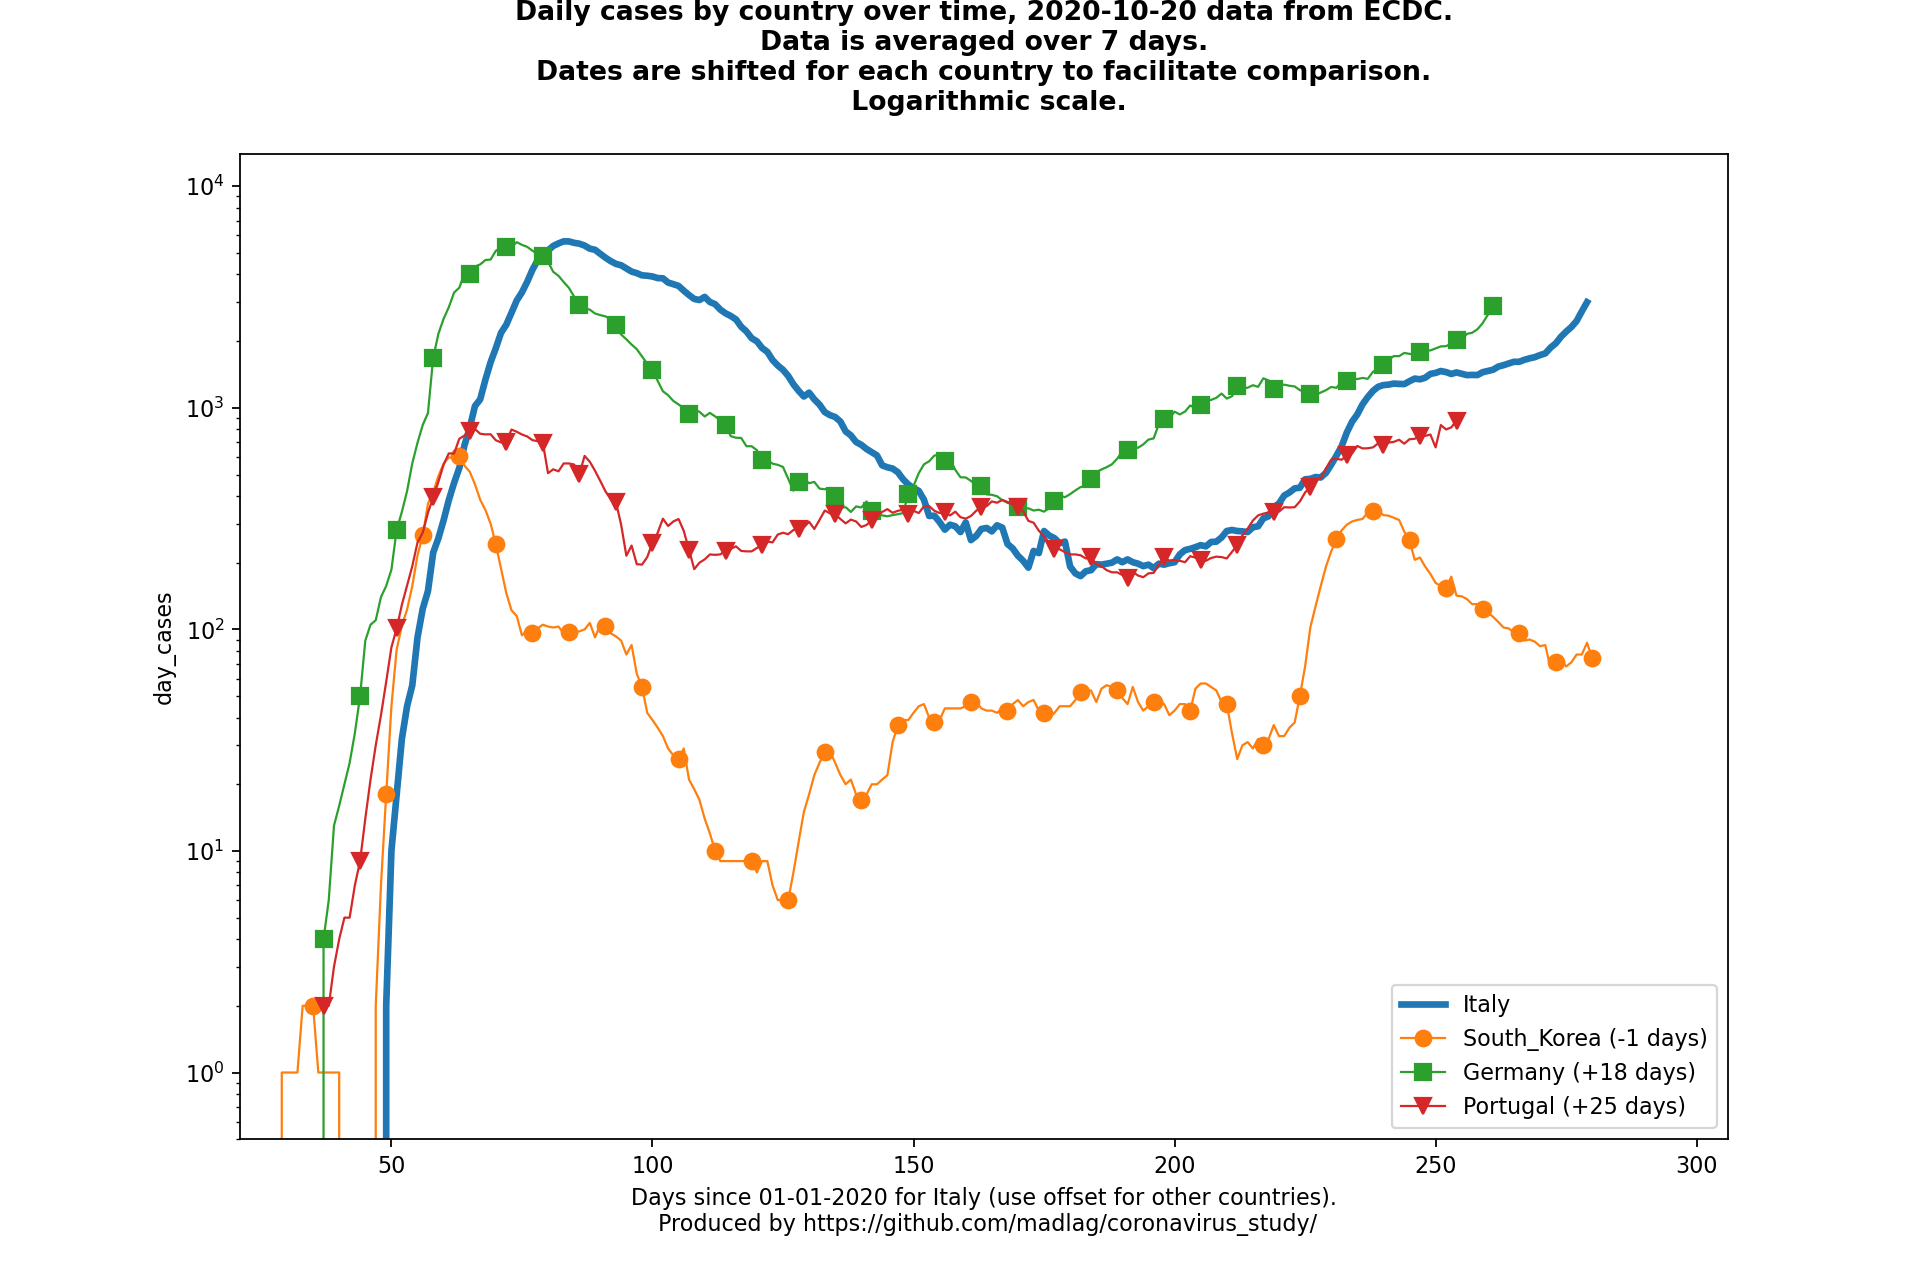 Daily cases by country over time, 2020-10-20 data from ECDC.
Data is averaged over 7 days.
Dates are shifted for each country to facilitate comparison.
Logarithmic scale.
10^4
10^3
10^2
10^1
10^0
day_cases
Italy
South_Korea (-1 days)
Germany (+18 days)
Portugal (+25 days)
50
100
150
200
250
300
Days since 01-01-2020 for Italy (use offset for other countries).
Produced by https://github.com/madlag/coronavirus_study/